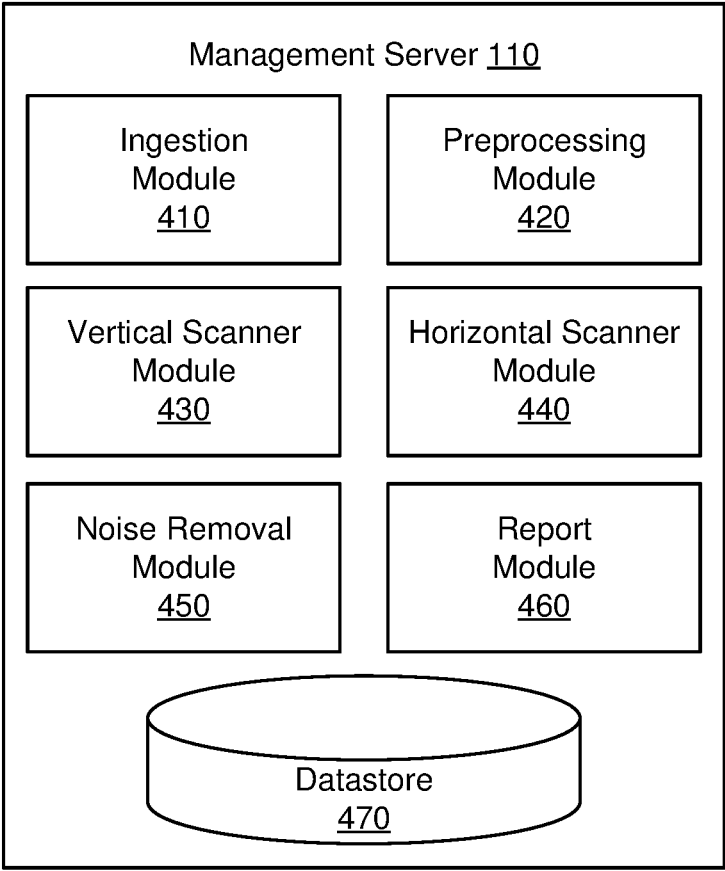 Management Server 110
Ingestion
Module
410
Preprocessing
Module
420
Vertical Scanner
Module
430
Horizontal Scanner
Module
440
Noise Removal
Module
450
Report
Module
460
Datastore
470